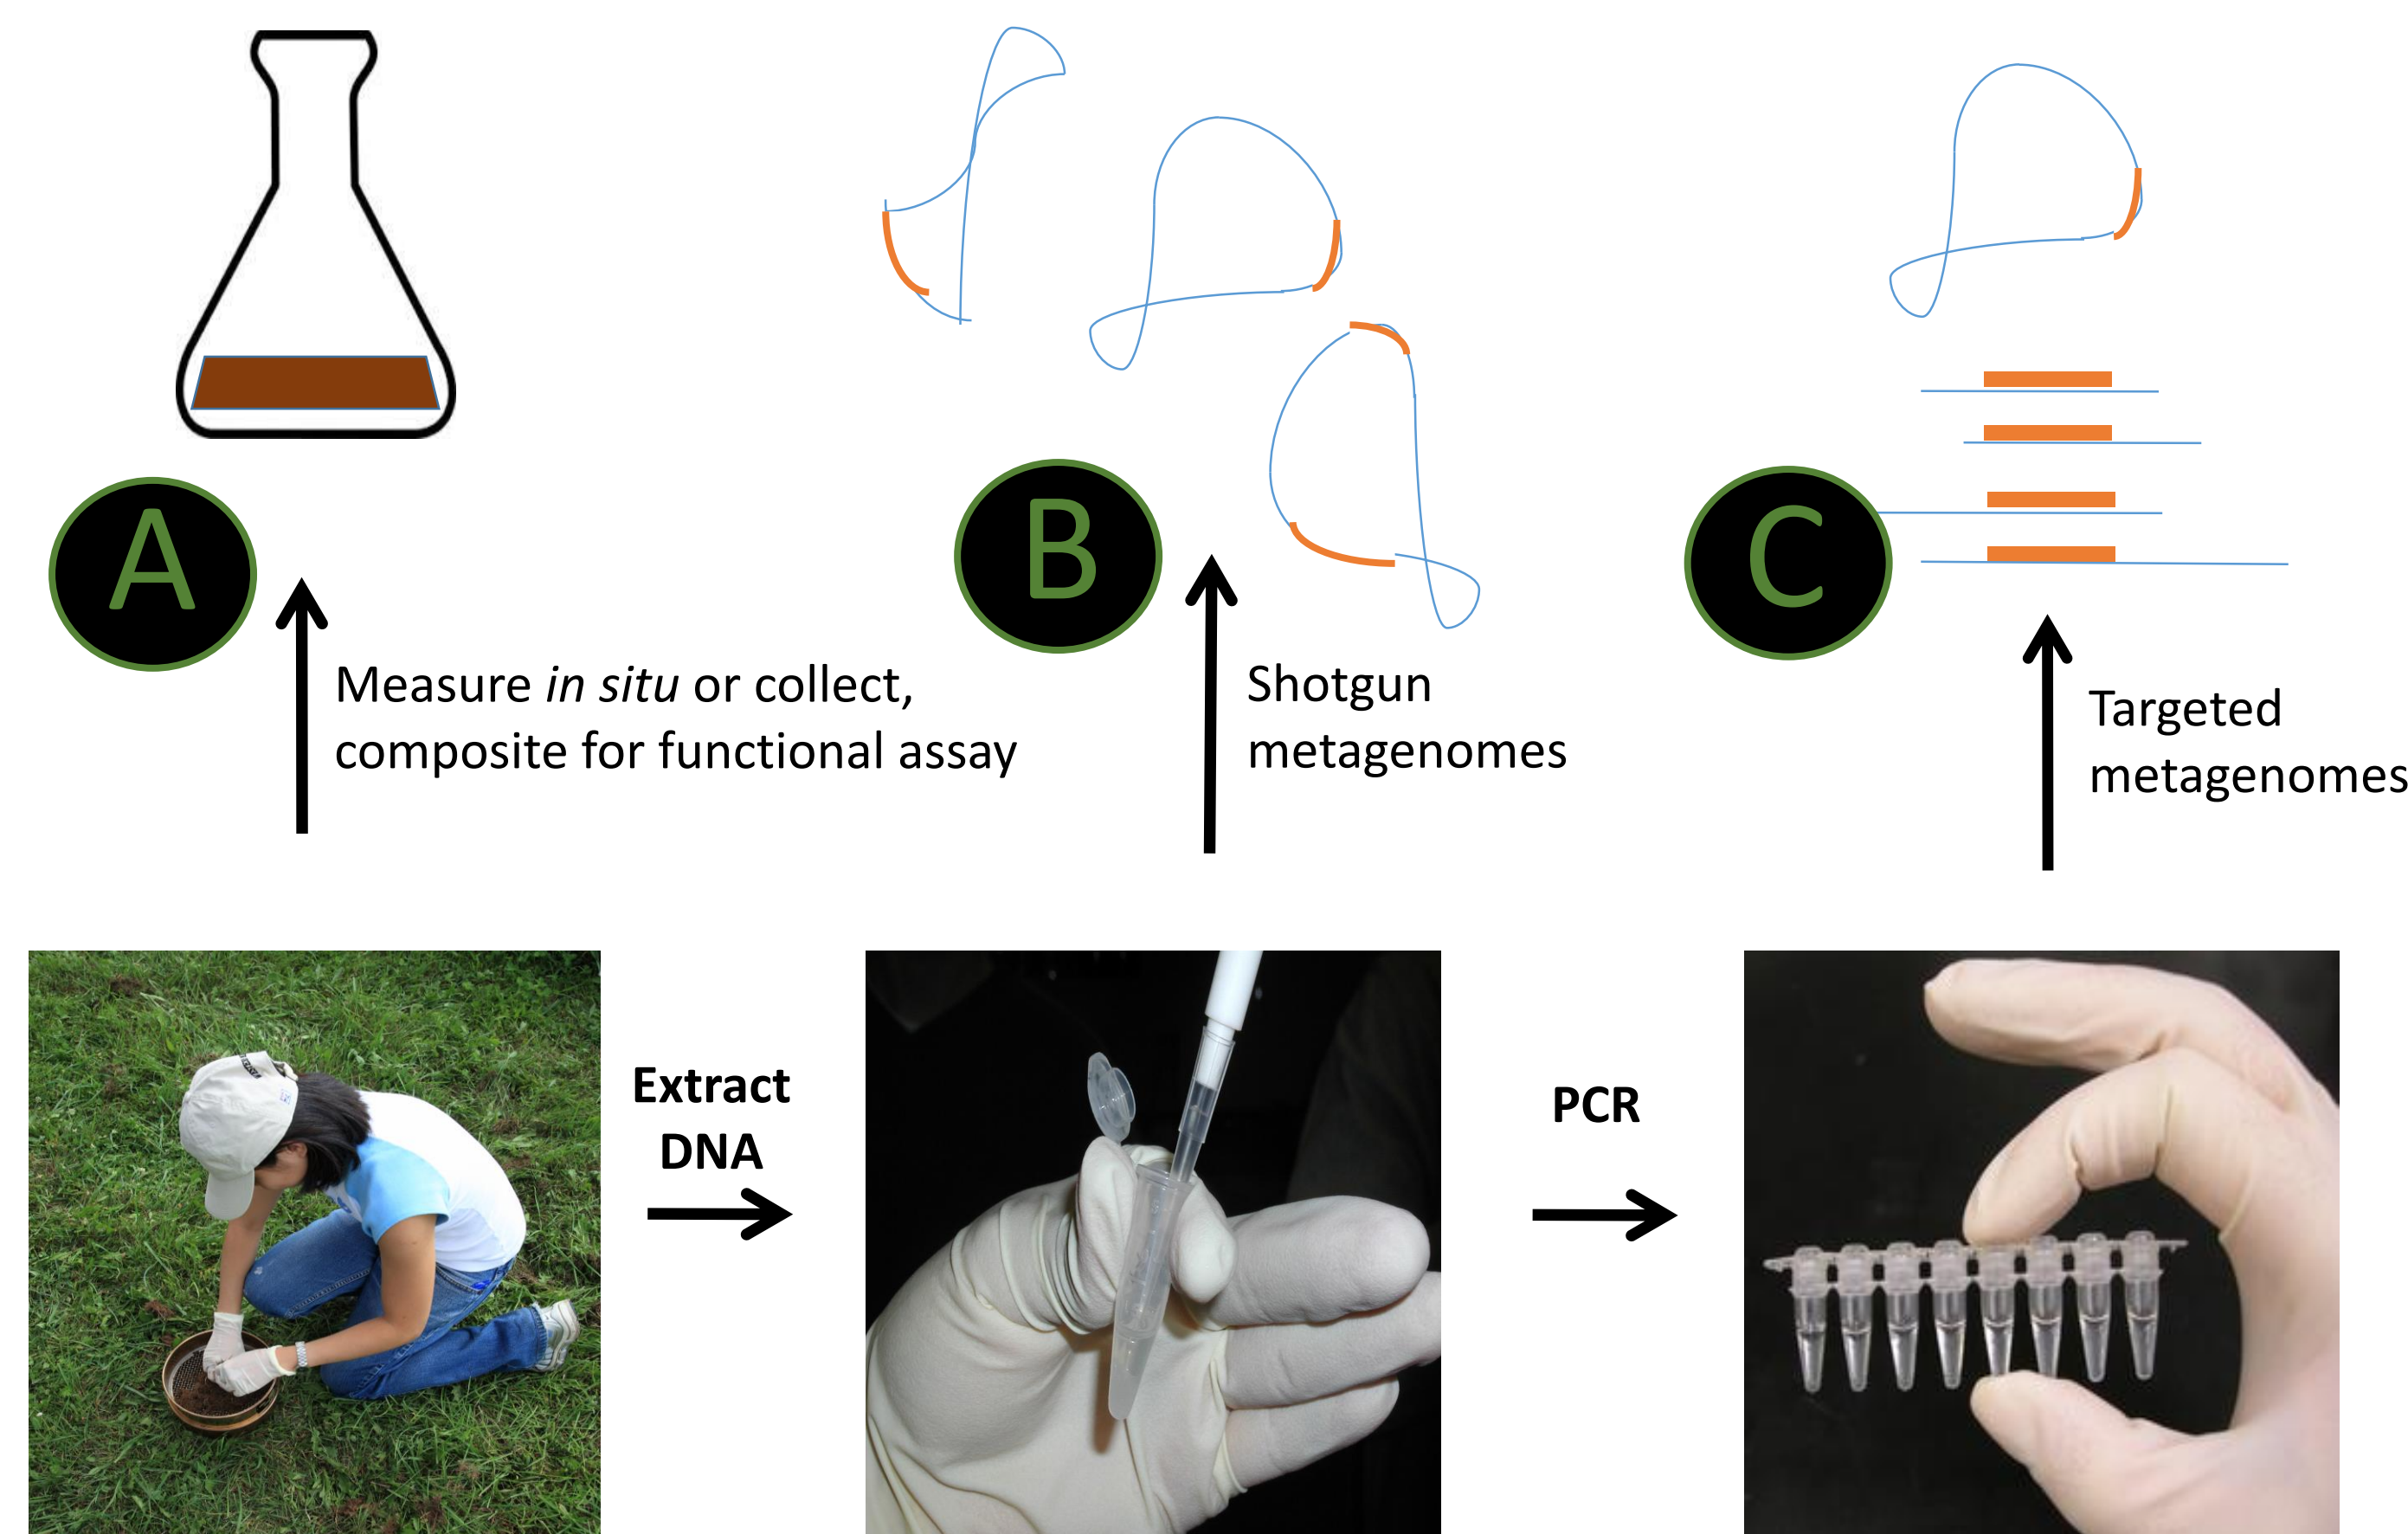 A
B
C
Measure in situ or collect,
composite for functional assay
Shotgun
metagenomes
Targeted
metagenomes
Extract
DNA
PCR